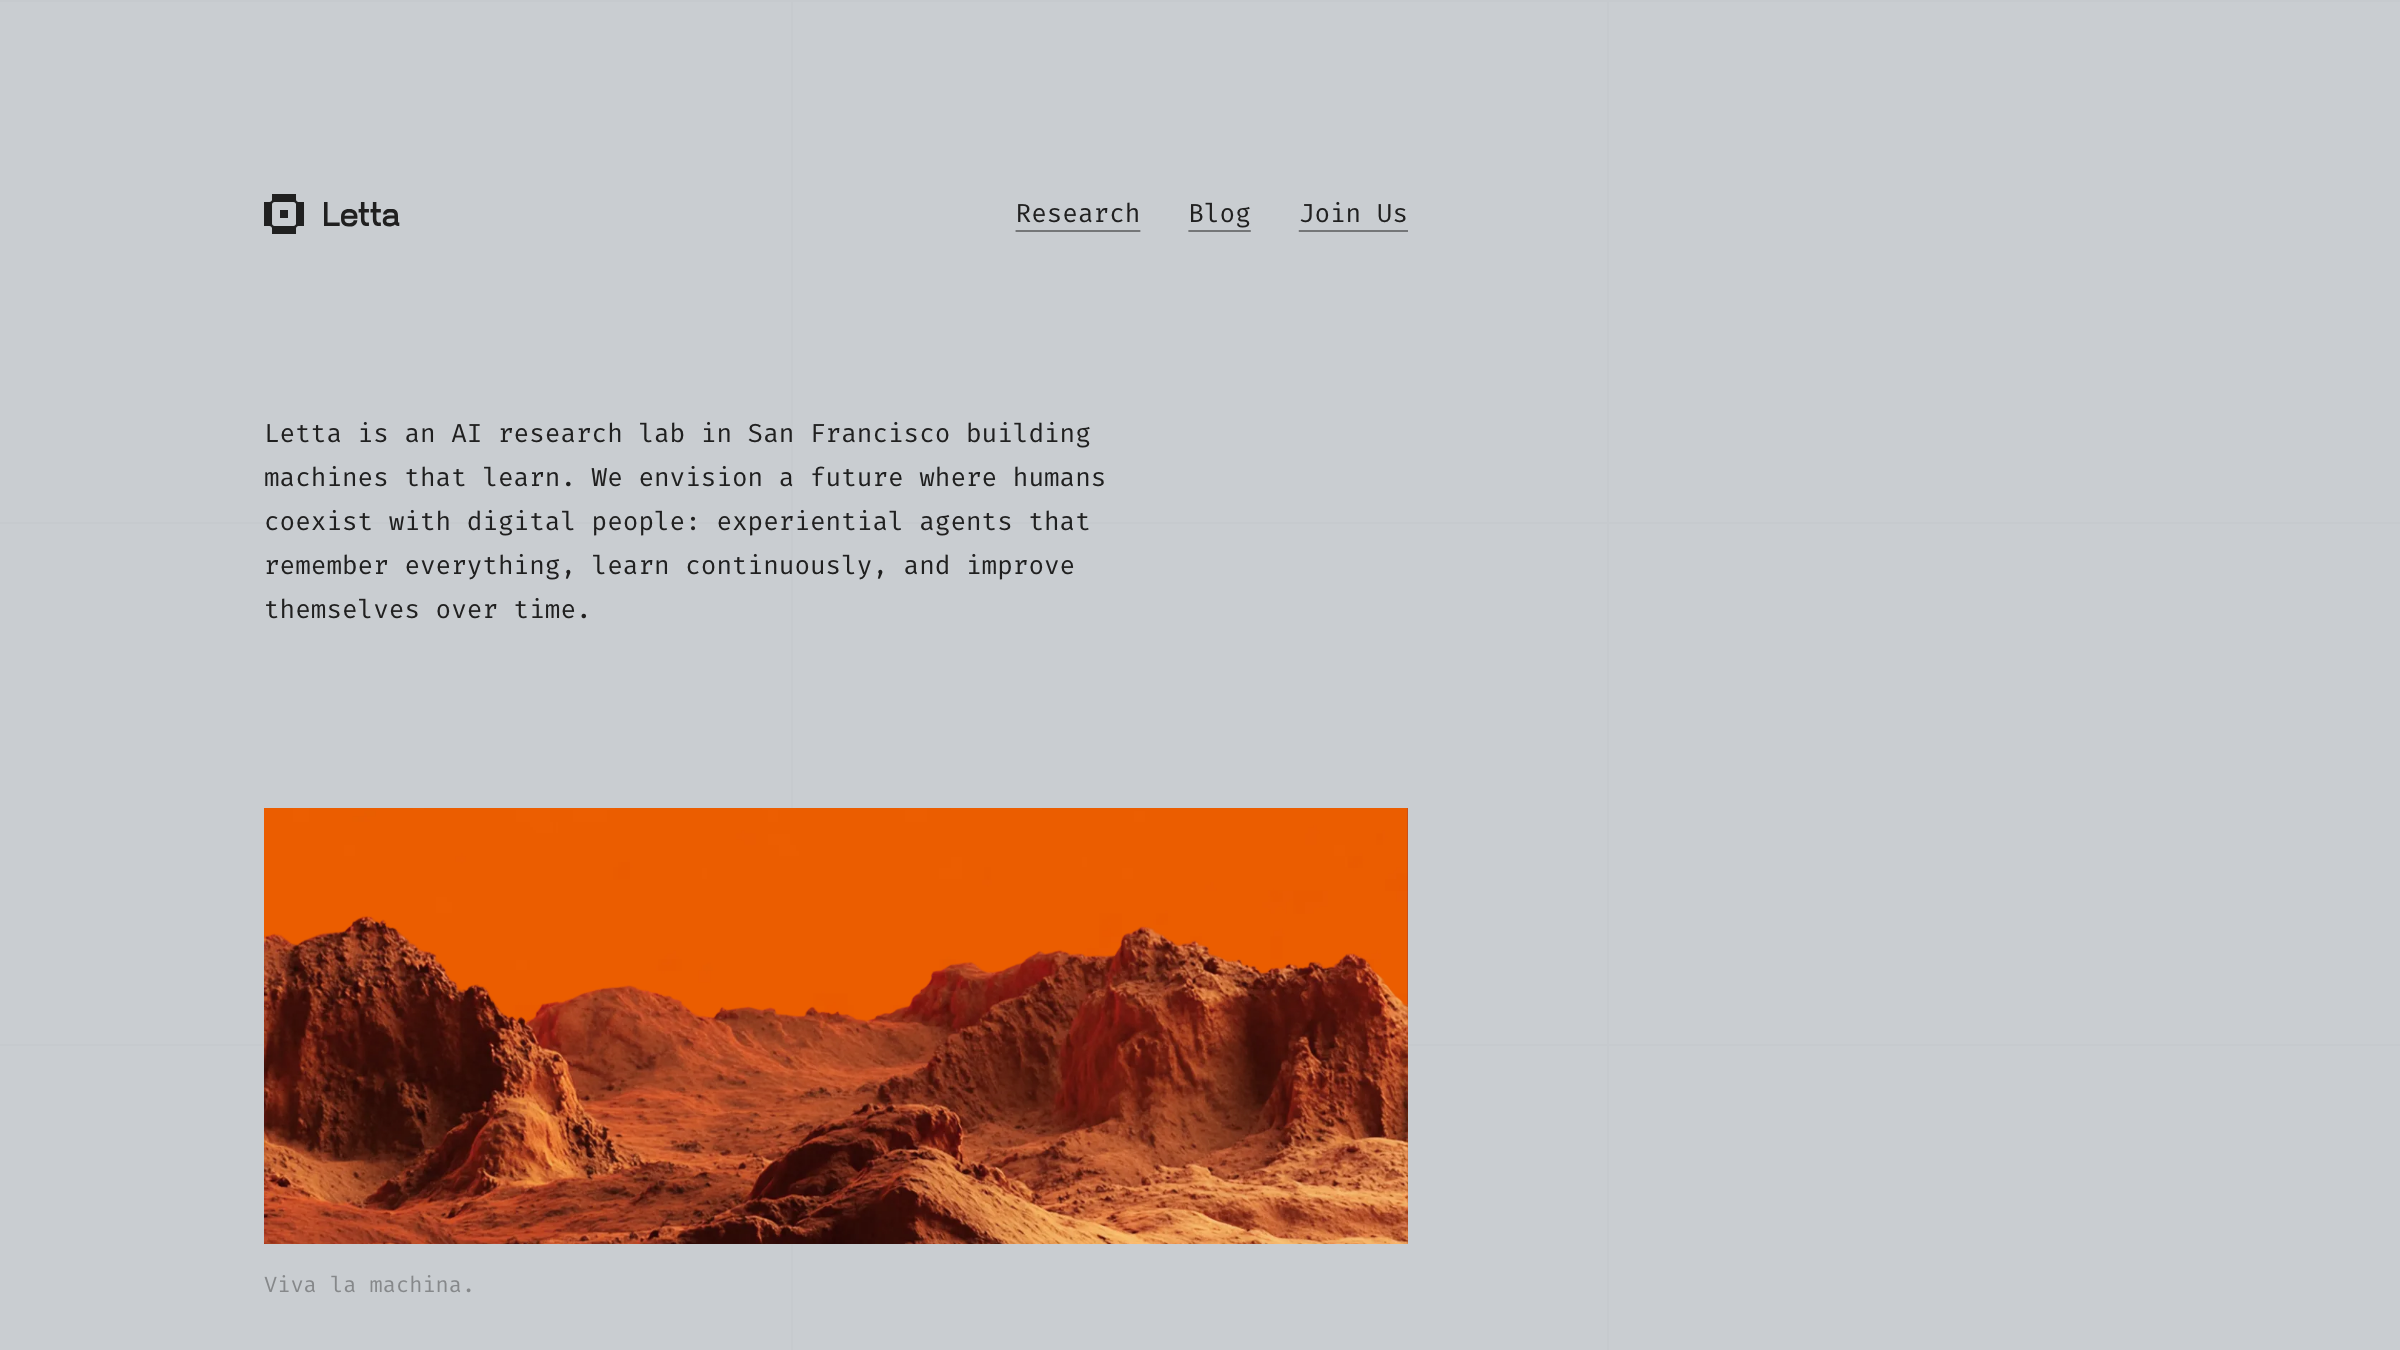 Letta
Research Blog Join Us
Letta is an AI research lab in San Francisco building
machines that learn. We envision a future where humans
coexist with digital people: experiential agents that
remember everything, learn continuously, and improve
themselves over time.
Viva la machina.